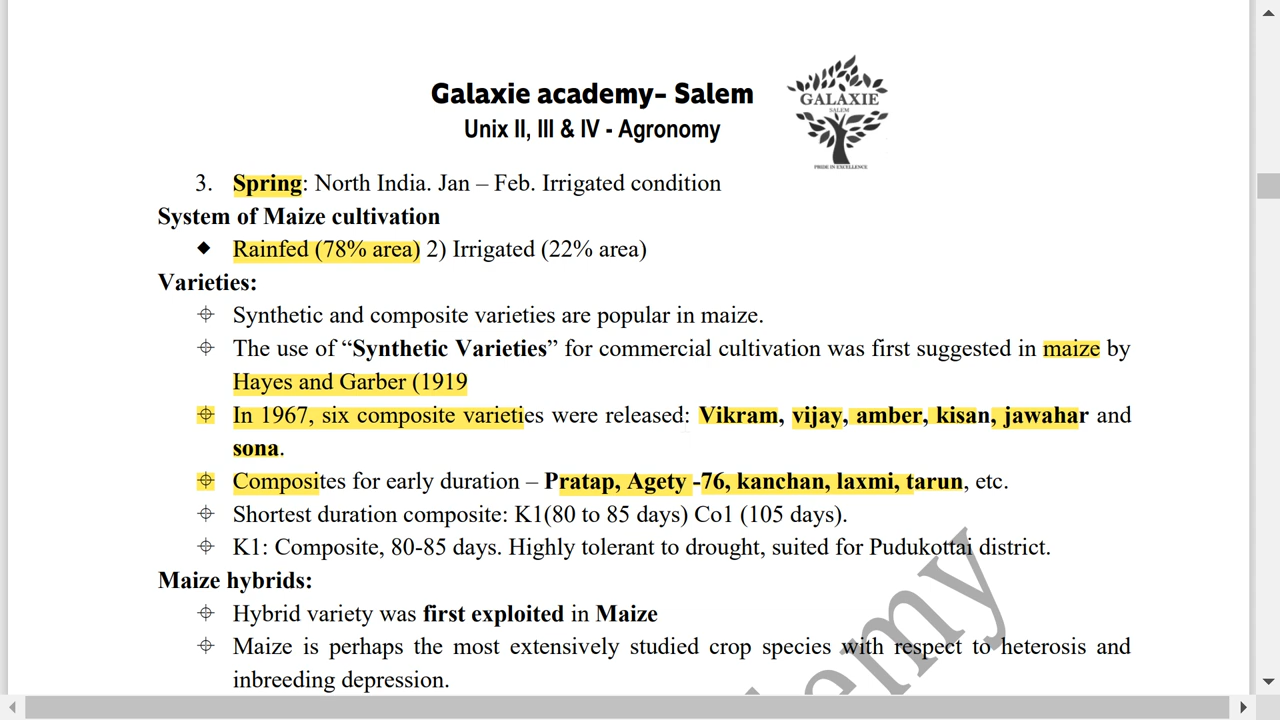 Galaxie academy– Salem
GALAXIE
SALEM
PRIDE IN EXCELLENCE
Unix II, III & IV - Agronomy
3. Spring: North India. Jan – Feb. Irrigated condition
System of Maize cultivation
◆ Rainfed (78% area) 2) Irrigated (22% area)
Varieties:
Synthetic and composite varieties are popular in maize.
The use of “Synthetic Varieties” for commercial cultivation was first suggested in maize by
Hayes and Garber (1919
In 1967, six composite varieties were released: Vikram, vijay, amber, kisan, jawahar and
sona.
Composites for early duration – Pratap, Agety -76, kanchan, laxmi, tarun, etc.
Shortest duration composite: K1(80 to 85 days) Co1 (105 days).
K1: Composite, 80-85 days. Highly tolerant to drought, suited for Pudukottai district.
Maize hybrids:
Hybrid variety was first exploited in Maize
Maize is perhaps the most extensively studied crop species with respect to heterosis and
inbreeding depression.
demy